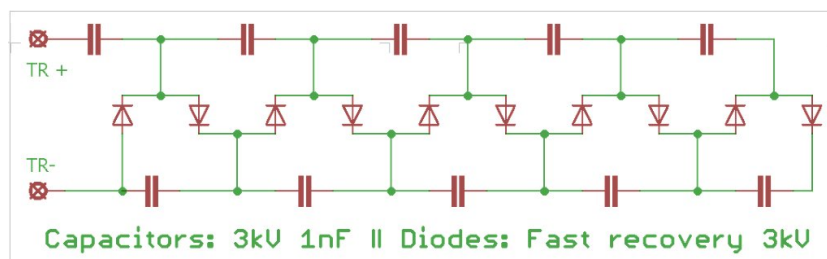 TR +
TR-
Capacitors: 3kV 1nF || Diodes: Fast recovery 3kV